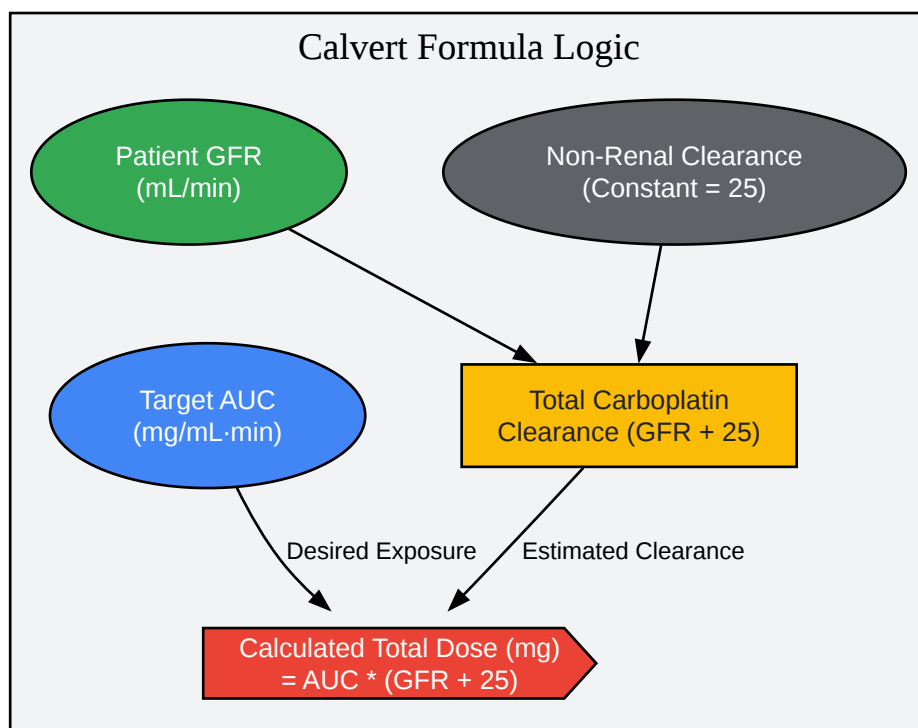 Calvert Formula Logic
Patient GFR
(mL/min)
Non-Renal Clearance
(Constant = 25)
Target AUC
(mg/mL·min)
Total Carboplatin
Clearance (GFR + 25)
Desired Exposure
Estimated Clearance
Calculated Total Dose (mg)
= AUC * (GFR + 25)